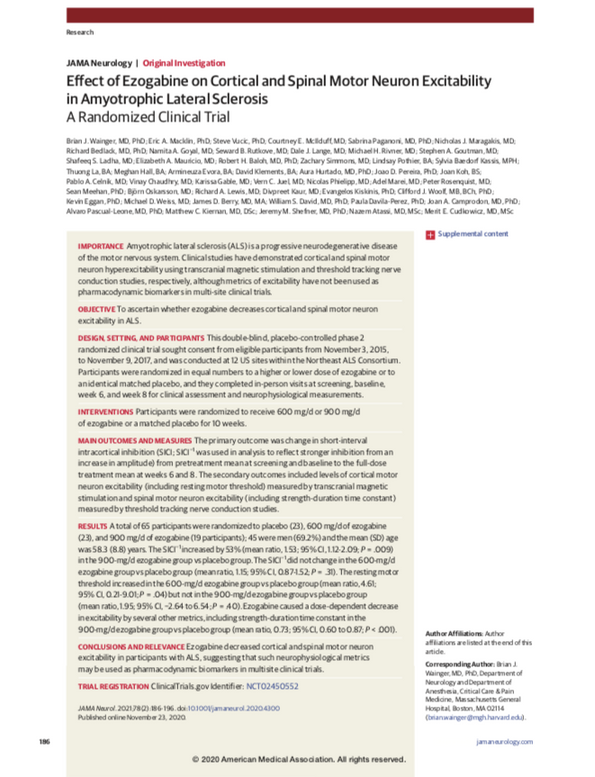 Research
JAMA Neurology | Original Investigation
Effect of Ezogabine on Cortical and Spinal Motor Neuron Excitability
in Amyotrophic Lateral Sclerosis
A Randomized Clinical Trial
Brian J. Wainger, MD, PhD; Eric A. Macklin, PhD; Steve Vucic, PhD; Courtney E. McIlduff, MD; Sabrina Paganoni, MD, PhD; Nicholas J. Maragakis, MD;
Richard Bedlack, MD, PhD; Namita A. Goyal, MD; Seward B. Rutkove, MD; Dale J. Lange, MD; Michael H. Rivner, MD; Stephen A. Goutman, MD;
Shafeeq S. Ladha, MD; Elizabeth A. Mauricio, MD; Robert H. Baloh, MD, PhD; Zachary Simmons, MD; Lindsay Pothier, BA; Sylvia Baedorf Kassis, MPH;
Thuong La, BA; Meghan Hall, BA; Armineuza Evora, BA; David Klements, BA; Aura Hurtado, MD, PhD; Joao D. Pereira, PhD; Joan Koh, BS;
Pablo A. Celnik, MD; Vinay Chaudhry, MD; Karissa Gable, MD; Vern C. Juel, MD; Nicolas Phielipp, MD; Adel Marei, MD; Peter Rosenquist, MD;
Sean Meehan, PhD; Björn Oskarsson, MD; Richard A. Lewis, MD; Divpreet Kaur, MD; Evangelos Kiskinis, PhD; Clifford J. Woolf, MB, BCh, PhD;
Kevin Eggan, PhD; Michael D. Weiss, MD; James D. Berry, MD, MA; William S. David, MD, PhD; Paula Davila-Perez, PhD; Joan A. Camprodon, MD, PhD;
Alvaro Pascual-Leone, MD, PhD; Matthew C. Kiernan, MD, DSc; Jeremy M. Shefner, MD, PhD; Nazem Atassi, MD, MSc; Merit E. Cudkowicz, MD, MSc
IMPORTANCE Amyotrophic lateral sclerosis (ALS) is a progressive neurodegenerative disease
of the motor nervous system. Clinical studies have demonstrated cortical and spinal motor
neuron hyperexcitability using transcranial magnetic stimulation and threshold tracking nerve
conduction studies, respectively, although metrics of excitability have not been used as
pharmacodynamic biomarkers in multi-site clinical trials.
OBJECTIVE To ascertain whether ezogabine decreases cortical and spinal motor neuron
excitability in ALS.
DESIGN, SETTING, AND PARTICIPANTS This double-blind, placebo-controlled phase 2
randomized clinical trial sought consent from eligible participants from November 3, 2015,
to November 9, 2017, and was conducted at 12 US sites within the Northeast ALS Consortium.
Participants were randomized in equal numbers to a higher or lower dose of ezogabine or to
an identical matched placebo, and they completed in-person visits at screening, baseline,
week 6, and week 8 for clinical assessment and neurophysiological measurements.
INTERVENTIONS Participants were randomized to receive 600 mg/d or 900 mg/d
of ezogabine or a matched placebo for 10 weeks.
MAIN OUTCOMES AND MEASURES The primary outcome was change in short-interval
intracortical inhibition (SICI; SICI⁻¹ was used in analysis to reflect stronger inhibition from an
increase in amplitude) from pretreatment mean at screening and baseline to the full-dose
treatment mean at weeks 6 and 8. The secondary outcomes included levels of cortical motor
neuron excitability (including resting motor threshold) measured by transcranial magnetic
stimulation and spinal motor neuron excitability (including strength-duration time constant)
measured by threshold tracking nerve conduction studies.
RESULTS A total of 65 participants were randomized to placebo (23), 600 mg/d of ezogabine
(23), and 900 mg/d of ezogabine (19 participants); 45 were men (69.2%) and the mean (SD) age
was 58.3 (8.8) years. The SICI⁻¹ increased by 53% (mean ratio, 1.53; 95% CI, 1.12-2.09; P = .009)
in the 900-mg/d ezogabine group vs placebo group. The SICI⁻¹ did not change in the 600-mg/d
ezogabine group vs placebo group (mean ratio, 1.15; 95% CI, 0.87-1.52; P = .31). The resting motor
threshold increased in the 600-mg/d ezogabine group vs placebo group (mean ratio, 4.61;
95% CI, 0.21-9.01; P = .04) but not in the 900-mg/d ezogabine group vs placebo group
(mean ratio, 1.95; 95% CI, −2.64 to 6.54; P = .40). Ezogabine caused a dose-dependent decrease
in excitability by several other metrics, including strength-duration time constant in the
900-mg/d ezogabine group vs placebo group (mean ratio, 0.73; 95% CI, 0.60 to 0.87; P < .001).
CONCLUSIONS AND RELEVANCE Ezogabine decreased cortical and spinal motor neuron
excitability in participants with ALS, suggesting that such neurophysiological metrics
may be used as pharmacodynamic biomarkers in multisite clinical trials.
TRIAL REGISTRATION ClinicalTrials.gov Identifier: NCT02450552
JAMA Neurol. 2021;78(2):186-196. doi:10.1001/jamaneurol.2020.4300
Published online November 23, 2020.
Supplemental content
Author Affiliations: Author
affiliations are listed at the end of this
article.
Corresponding Author: Brian J.
Wainger, MD, PhD, Department of
Neurology and Department of
Anesthesia, Critical Care & Pain
Medicine, Massachusetts General
Hospital, Boston, MA 02114
(brian.wainger@mgh.harvard.edu).
186
jamaneurology.com
© 2020 American Medical Association. All rights reserved.